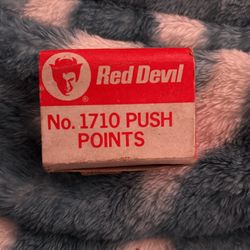 Red Devil
®
No. 1710 PUSH
POINTS